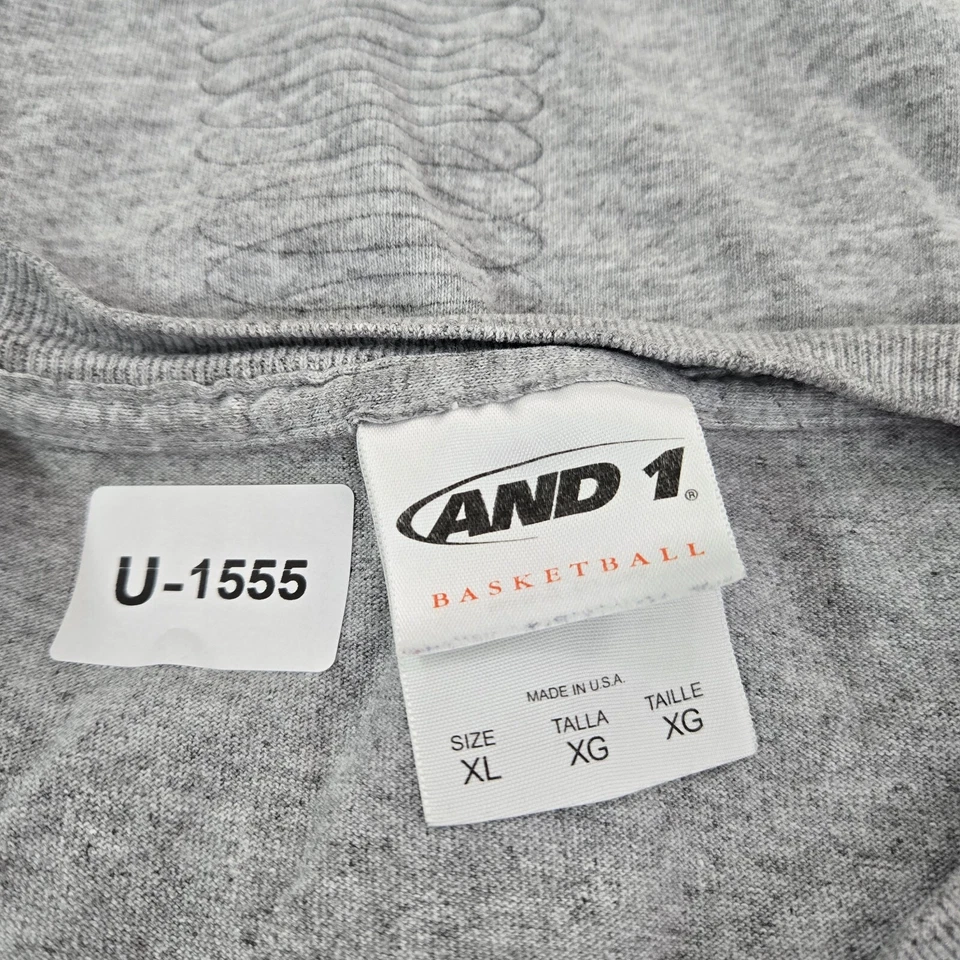 U-1555
AND 1®
BASKETBALL
MADE IN U.S.A.
SIZE TALLA TAILLE
XL XG XG